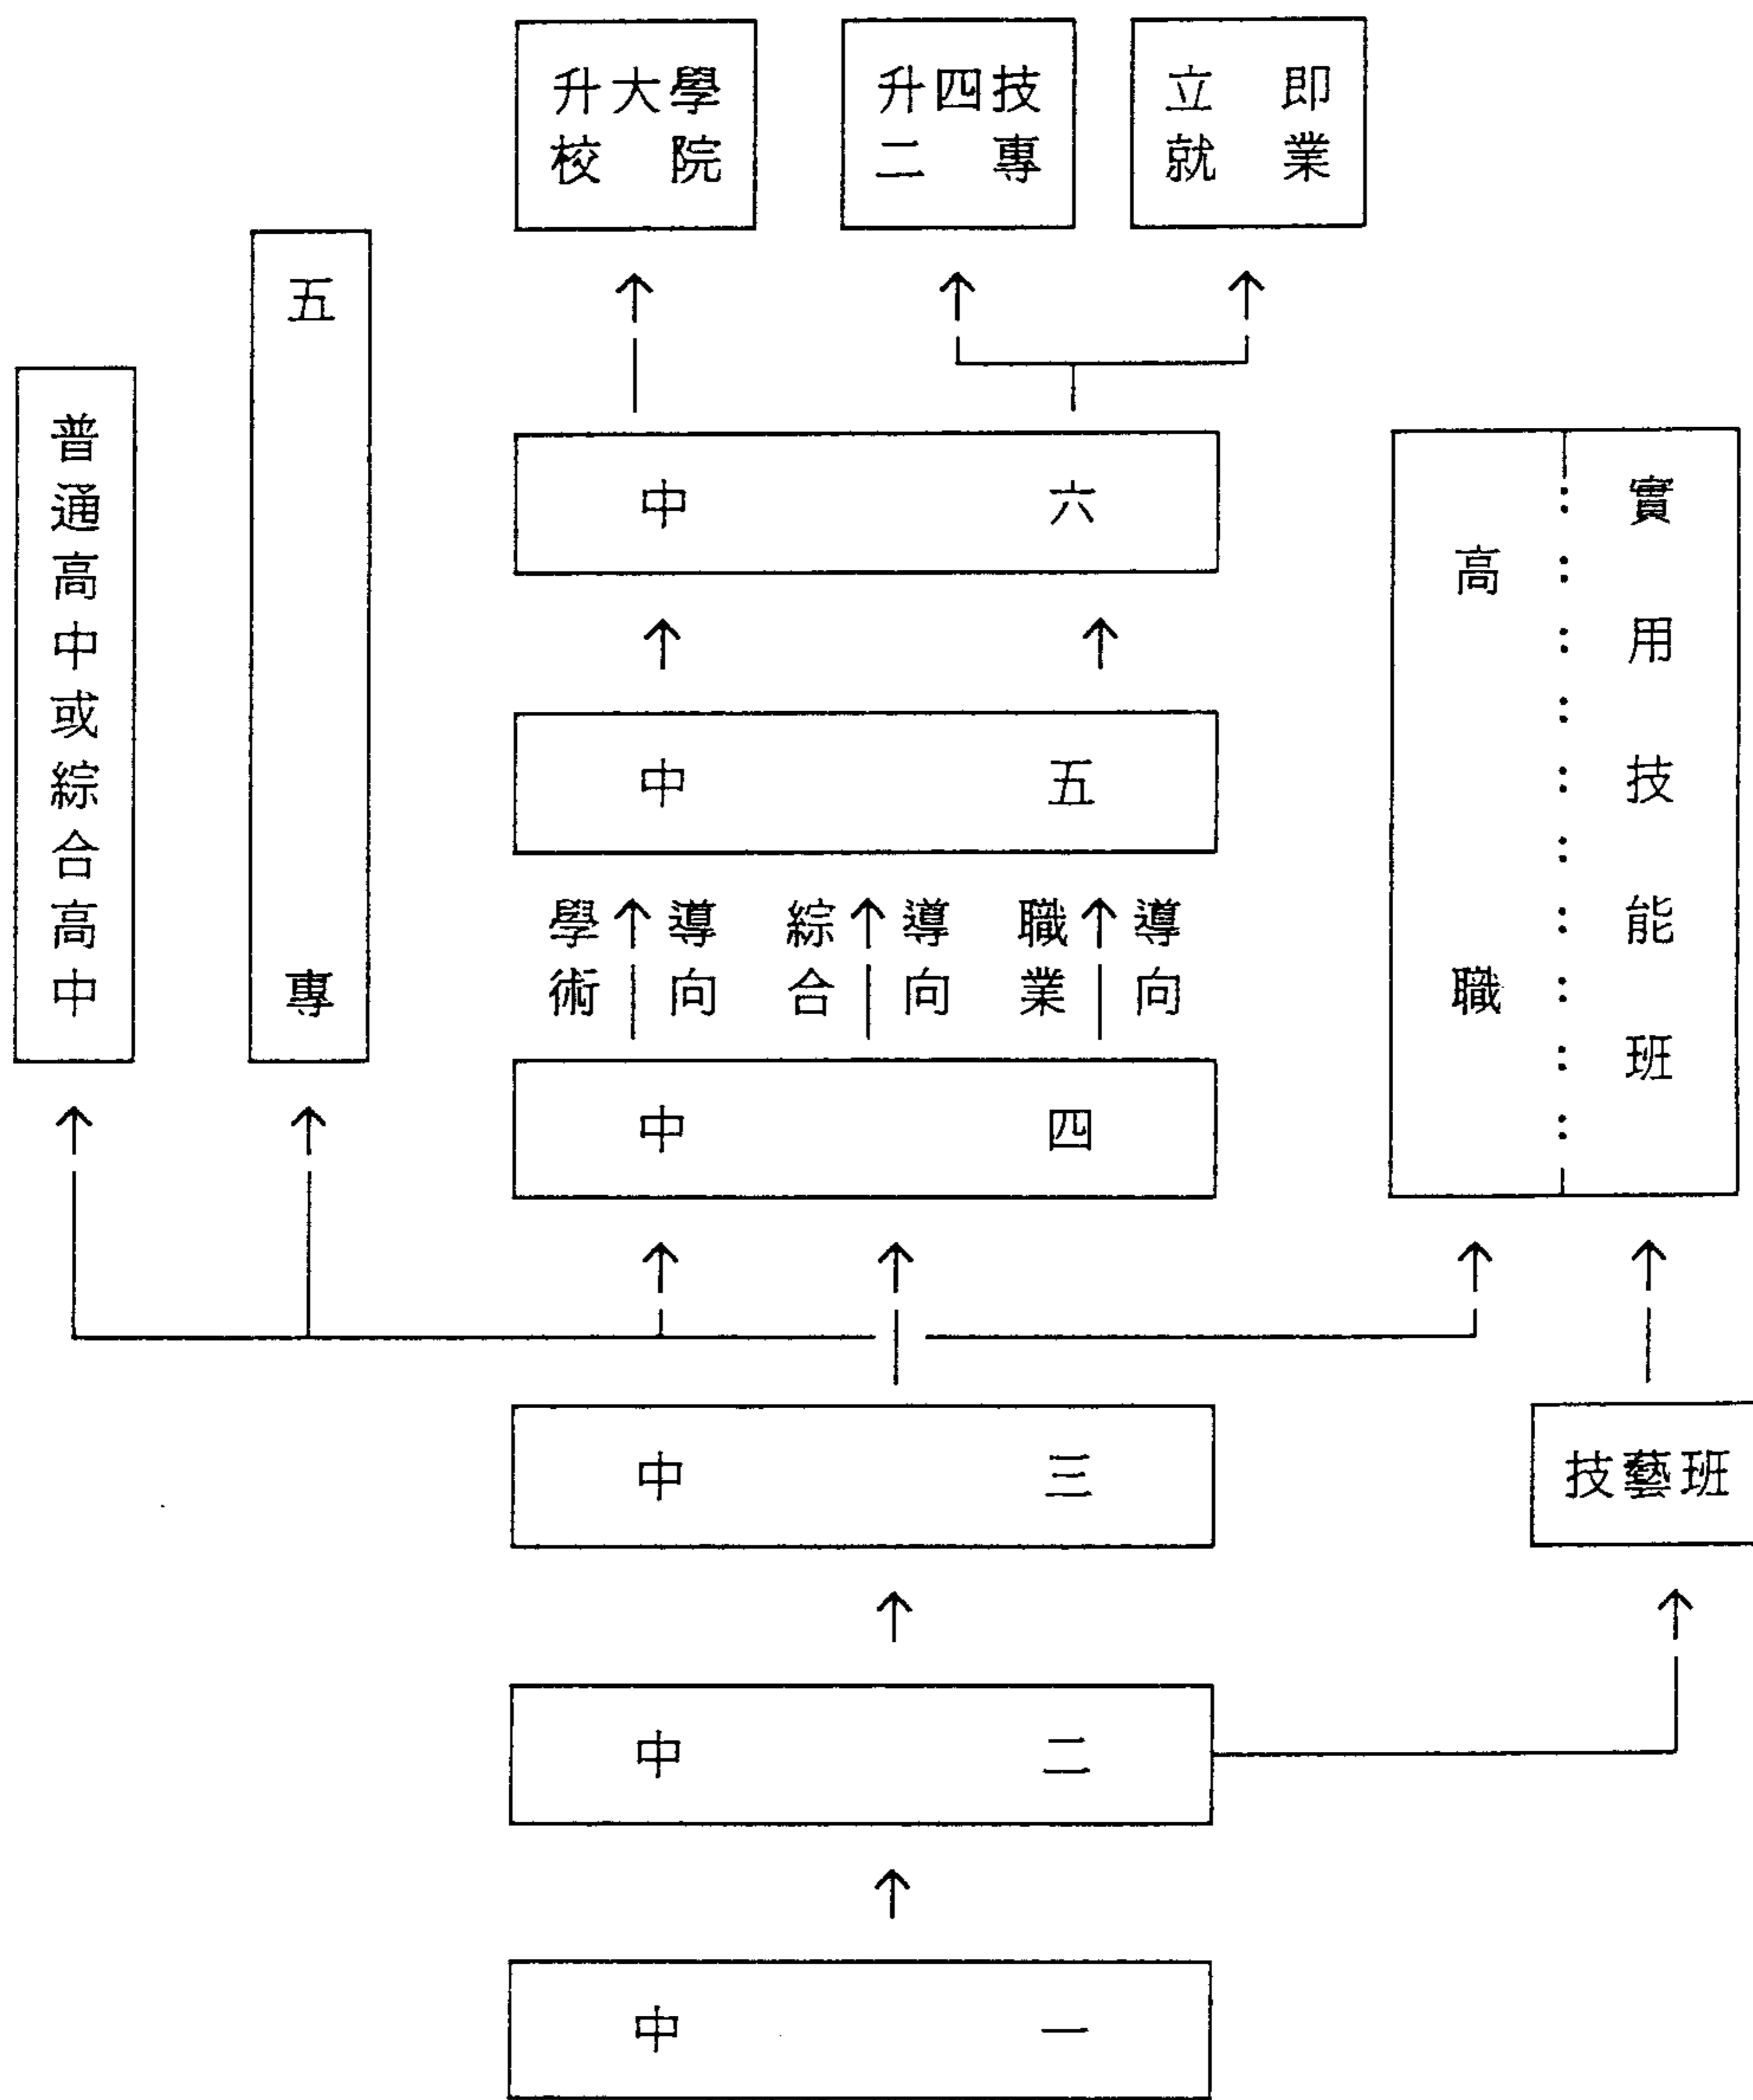 升大學
校院
升四技
二專
立即
就業
五專
普通高中或綜合高中
中六
高職
實用技能班
中五
學術導向
綜合導向
職業導向
中四
中三
技藝班
中二
中一